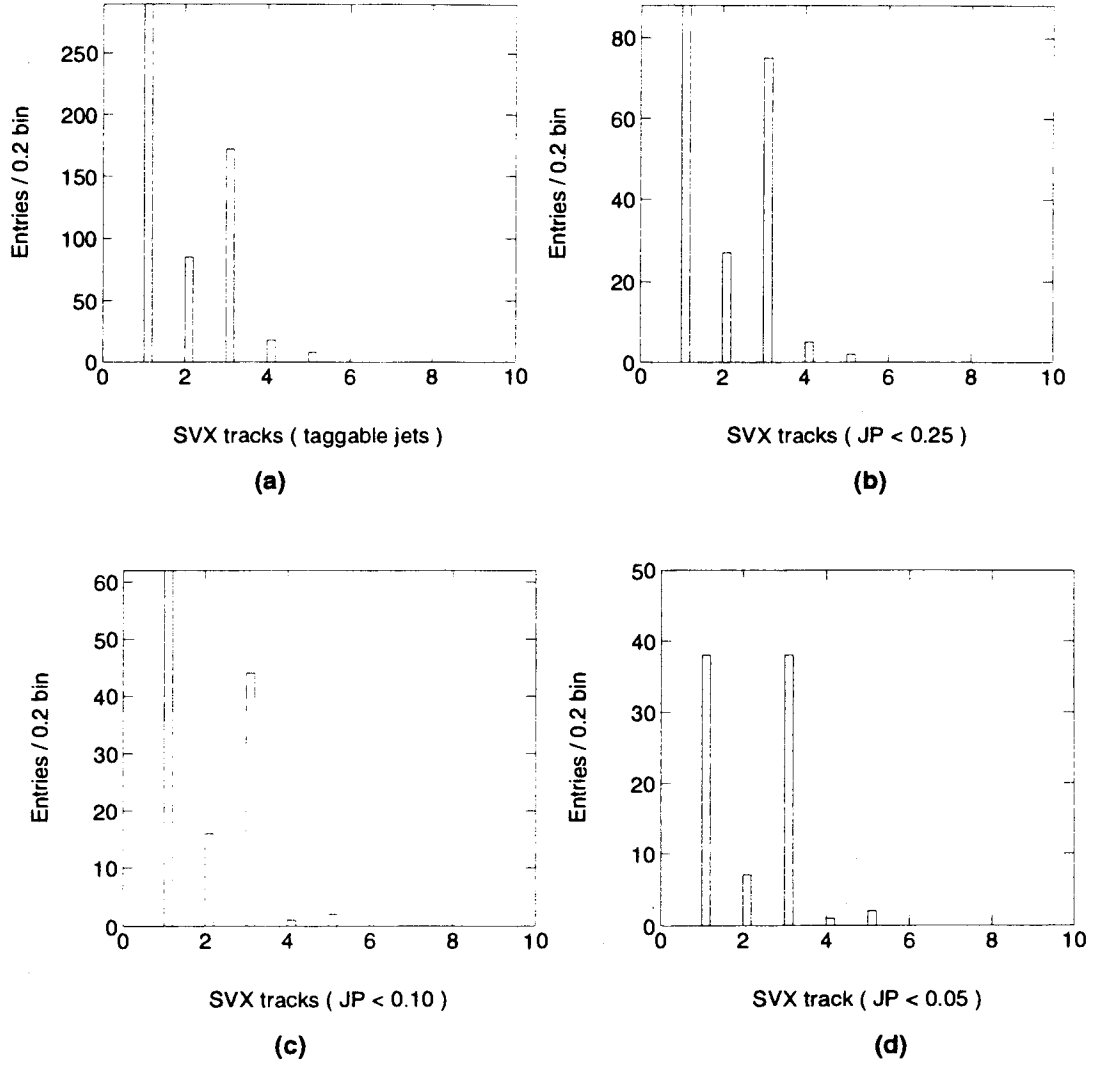 Entries / 0.2 bin
250
200
150
100
50
0
0 2 4 6 8 10
SVX tracks ( taggable jets )
(a)
Entries / 0.2 bin
80
60
40
20
0
0 2 4 6 8 10
SVX tracks ( JP < 0.25 )
(b)
Entries / 0.2 bin
60
50
40
30
20
10
0
0 2 4 6 8 10
SVX tracks ( JP < 0.10 )
(c)
Entries / 0.2 bin
50
40
30
20
10
0
0 2 4 6 8 10
SVX track ( JP < 0.05 )
(d)